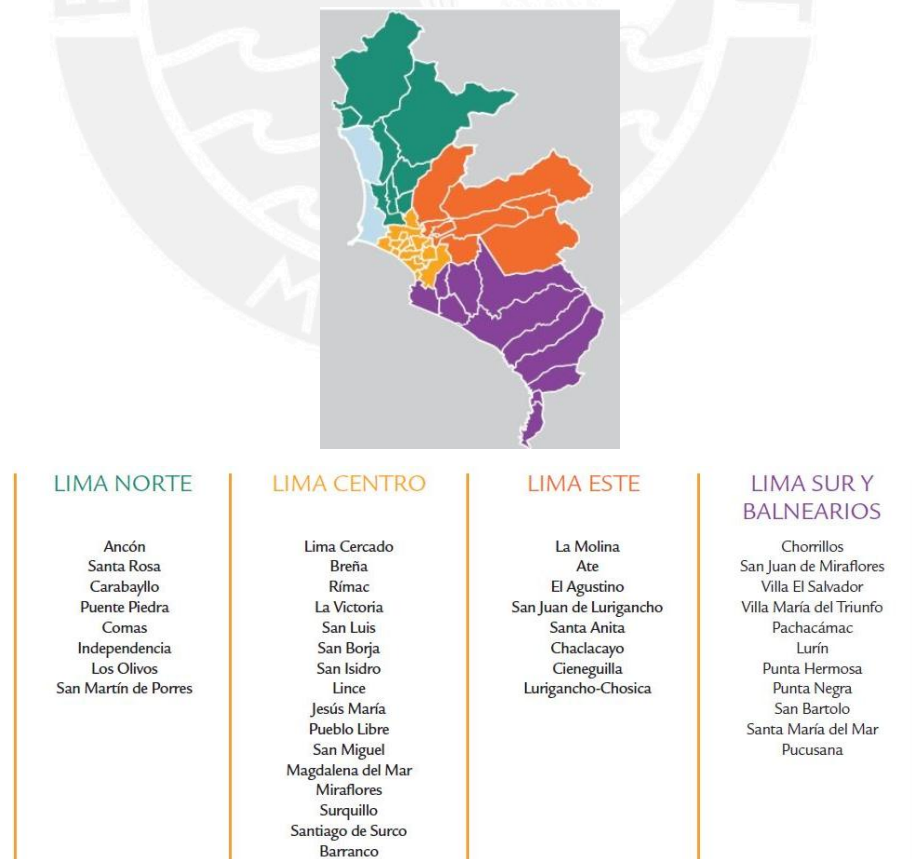 LIMA NORTE
Ancón
Santa Rosa
Carabayllo
Puente Piedra
Comas
Independencia
Los Olivos
San Martín de Porres
LIMA CENTRO
Lima Cercado
Breña
Rímac
La Victoria
San Luis
San Borja
San Isidro
Lince
Jesús María
Pueblo Libre
San Miguel
Magdalena del Mar
Miraflores
Surquillo
Santiago de Surco
Barranco
LIMA ESTE
La Molina
Ate
El Agustino
San Juan de Lurigancho
Santa Anita
Chaclacayo
Cieneguilla
Lurigancho-Chosica
LIMA SUR Y
BALNEARIOS
Chorrillos
San Juan de Miraflores
Villa El Salvador
Villa María del Triunfo
Pachacámac
Lurín
Punta Hermosa
Punta Negra
San Bartolo
Santa María del Mar
Pucusana